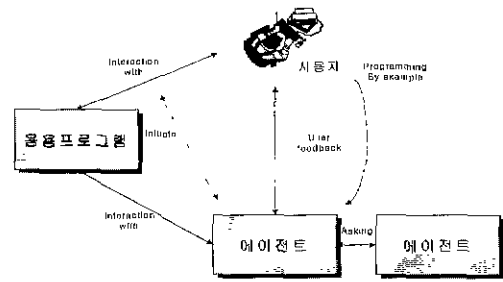 Interaction
with
사용자
Programming
By example
응용프로그램
Imitate
User
feedback
Interaction
with
에이전트
Asking
에이전트